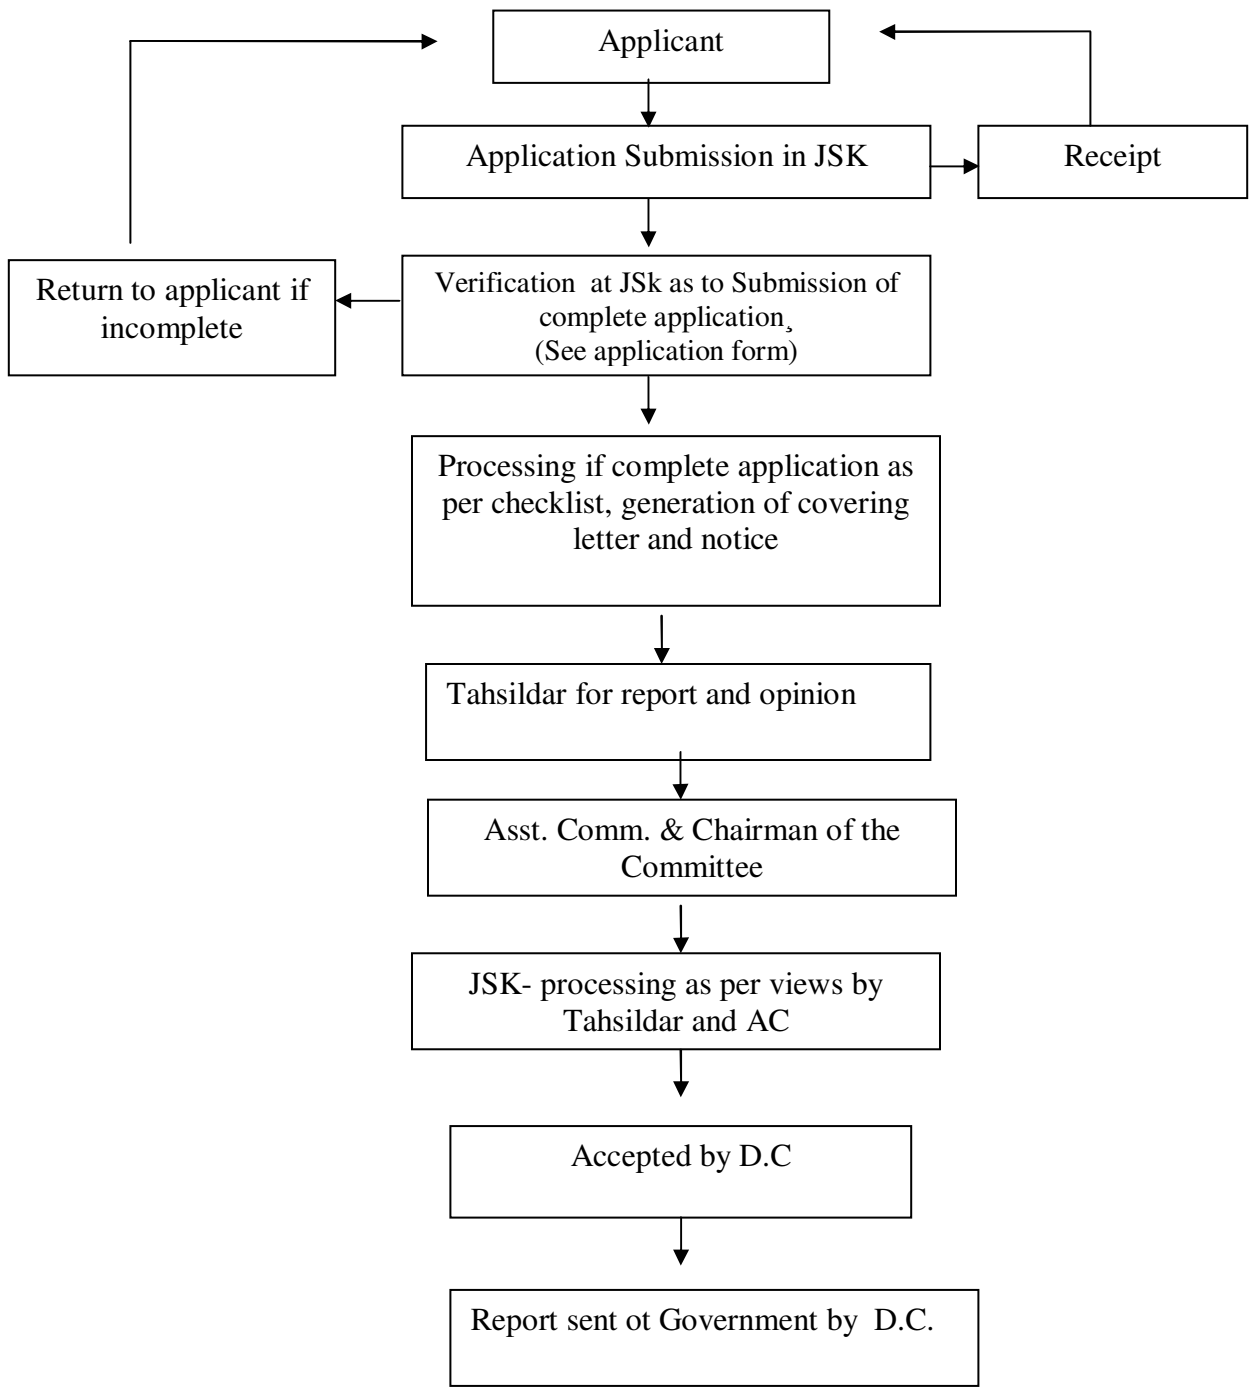 Applicant
Application Submission in JSK
Receipt
Return to applicant if
incomplete
Verification at JSk as to Submission of
complete application¸
(See application form)
Processing if complete application as
per checklist, generation of covering
letter and notice
Tahsildar for report and opinion
Asst. Comm. & Chairman of the
Committee
JSK- processing as per views by
Tahsildar and AC
Accepted by D.C
Report sent ot Government by D.C.